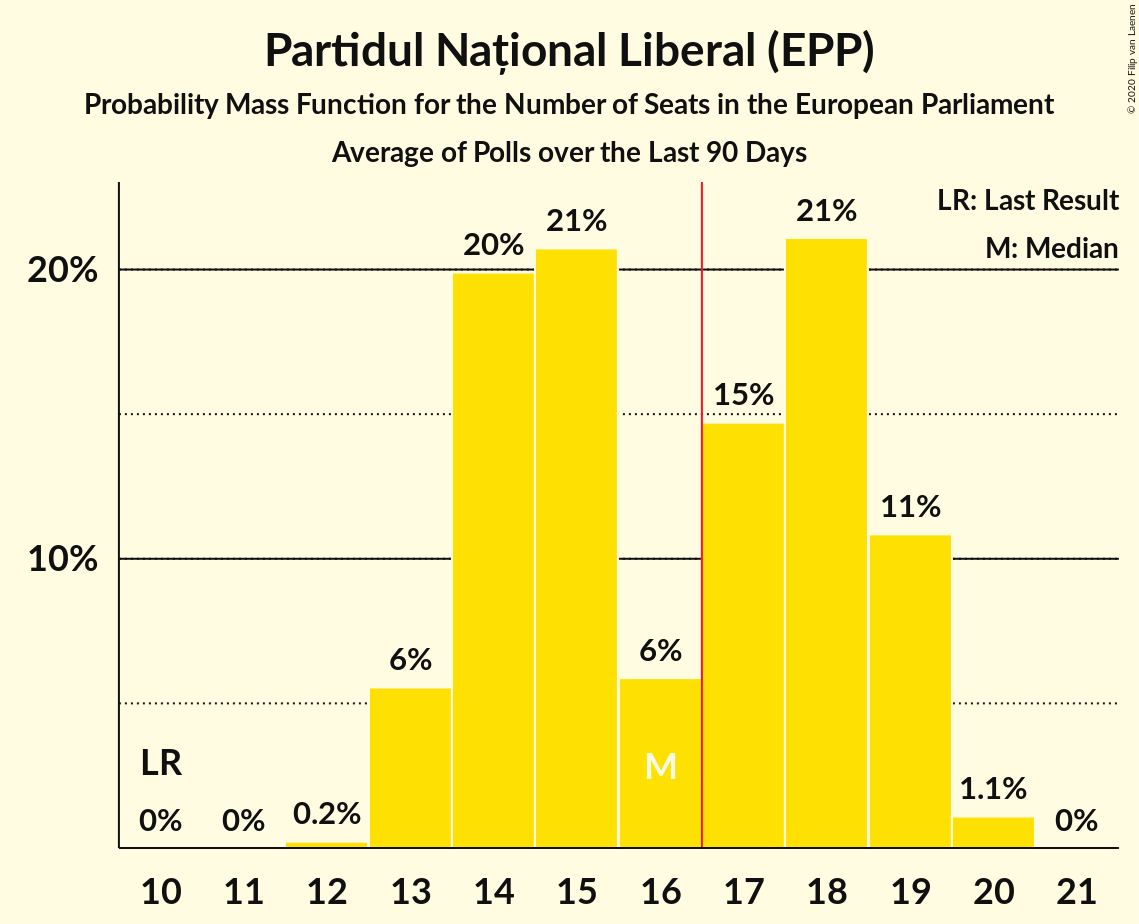 Partidul Național Liberal (EPP)
Probability Mass Function for the Number of Seats in the European Parliament
Average of Polls over the Last 90 Days
© 2020 Filip van Laenen
LR: Last Result
M: Median
20%
10%
LR
0%
0%
0.2%
6%
20%
21%
6%
M
15%
21%
11%
1.1%
0%
10 11 12 13 14 15 16 17 18 19 20 21